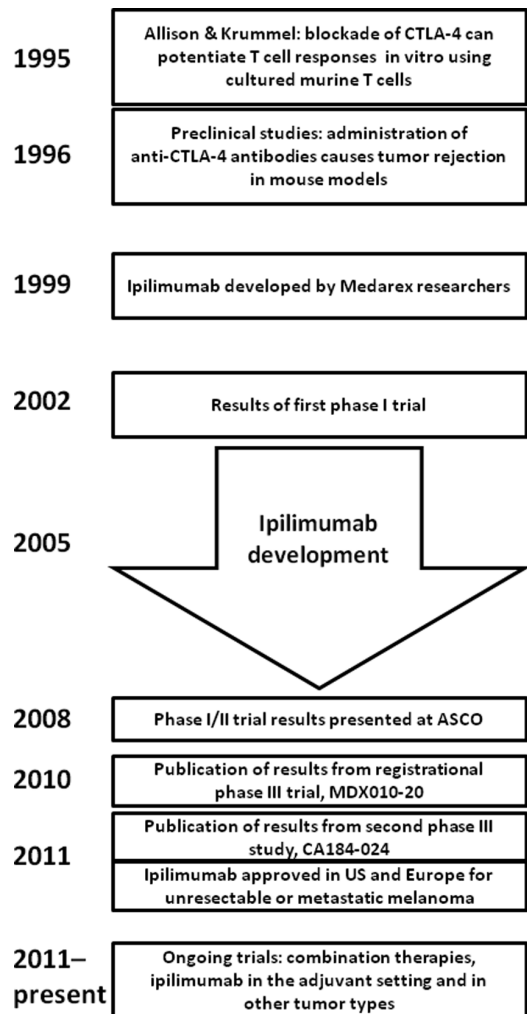 1995
Allison & Krummel: blockade of CTLA-4 can
potentiate T cell responses in vitro using
cultured murine T cells
1996
Preclinical studies: administration of
anti-CTLA-4 antibodies causes tumor rejection
in mouse models
1999
Ipilimumab developed by Medarex researchers
2002
Results of first phase I trial
2005
Ipilimumab
development
2008
Phase I/II trial results presented at ASCO
2010
Publication of results from registrational
phase III trial, MDX010-20
2011
Publication of results from second phase III
study, CA184-024
Ipilimumab approved in US and Europe for
unresectable or metastatic melanoma
2011–
present
Ongoing trials: combination therapies,
ipilimumab in the adjuvant setting and in
other tumor types